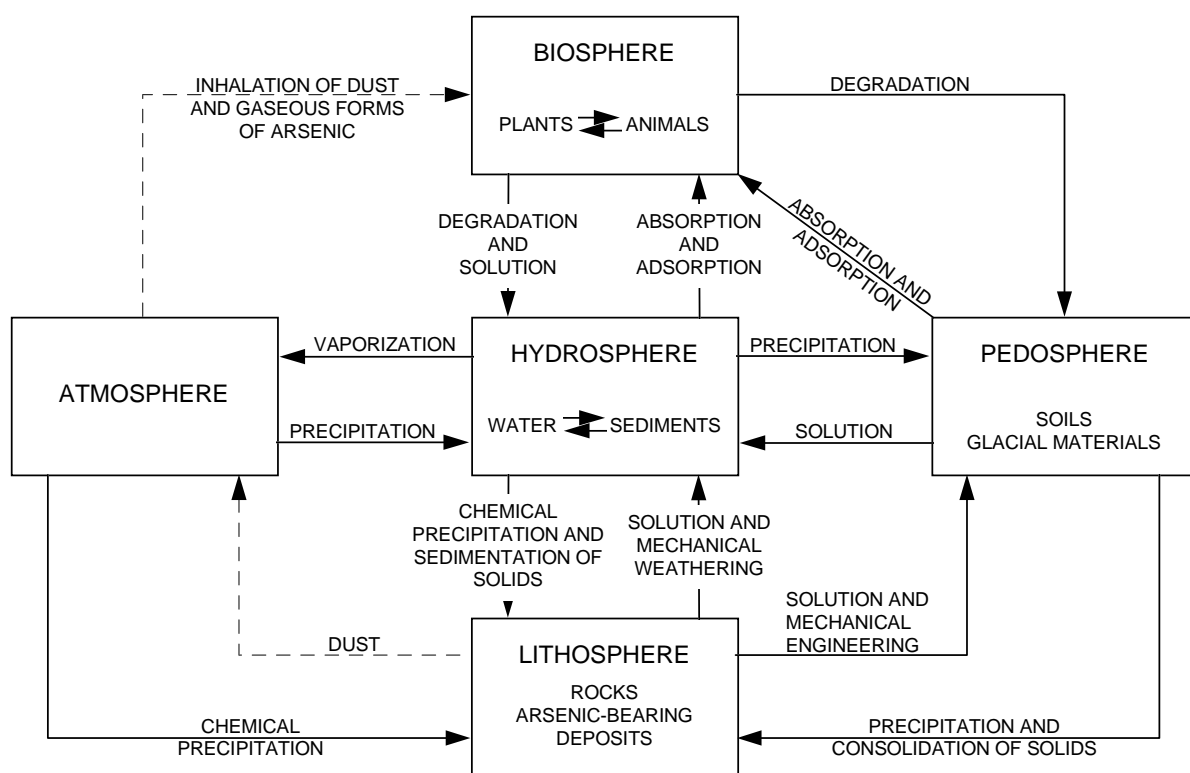 BIOSPHERE
PLANTS
ANIMALS
INHALATION OF DUST
AND GASEOUS FORMS
OF ARSENIC
DEGRADATION
DEGRADATION
AND
SOLUTION
ABSORPTION
AND
ADSORPTION
ABSORPTION AND
ADSORPTION
ATMOSPHERE
VAPORIZATION
PRECIPITATION
HYDROSPHERE
WATER
SEDIMENTS
PRECIPITATION
SOLUTION
PEDOSPHERE
SOILS
GLACIAL MATERIALS
CHEMICAL
PRECIPITATION AND
SEDIMENTATION OF
SOLIDS
SOLUTION AND
MECHANICAL
WEATHERING
SOLUTION AND
MECHANICAL
ENGINEERING
DUST
LITHOSPHERE
ROCKS
ARSENIC-BEARING
DEPOSITS
CHEMICAL
PRECIPITATION
PRECIPITATION AND
CONSOLIDATION OF SOLIDS